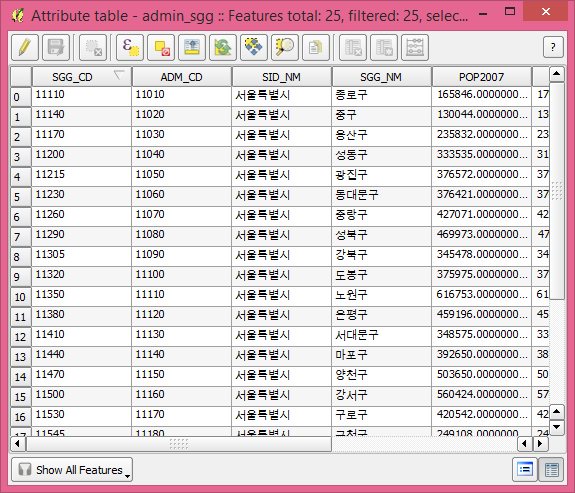 Attribute table - admin_sgg :: Features total: 25, filtered: 25, selec...
?
SGG_CD ADM_CD SID_NM SGG_NM POP2007
0 11110 11010 서울특별시 종로구 165846.0000000... 17
1 11140 11020 서울특별시 중구 130044.0000000... 13
2 11170 11030 서울특별시 용산구 235832.0000000... 23
3 11200 11040 서울특별시 성동구 333535.0000000... 31
4 11215 11050 서울특별시 광진구 376572.0000000... 37
5 11230 11060 서울특별시 동대문구 376421.0000000... 37
6 11260 11070 서울특별시 중랑구 427071.0000000... 42
7 11290 11080 서울특별시 성북구 469973.0000000... 47
8 11305 11090 서울특별시 강북구 345478.0000000... 34
9 11320 11100 서울특별시 도봉구 375975.0000000... 37
10 11350 11110 서울특별시 노원구 616753.0000000... 61
11 11380 11120 서울특별시 은평구 459196.0000000... 45
12 11410 11130 서울특별시 서대문구 348575.0000000... 33
13 11440 11140 서울특별시 마포구 392650.0000000... 38
14 11470 11150 서울특별시 양천구 503650.0000000... 50
15 11500 11160 서울특별시 강서구 560424.0000000... 57
16 11530 11170 서울특별시 구로구 420542.0000000... 42
17 11545 11180 서울특별시 금천구 249108.0000000... 24
Show All Features